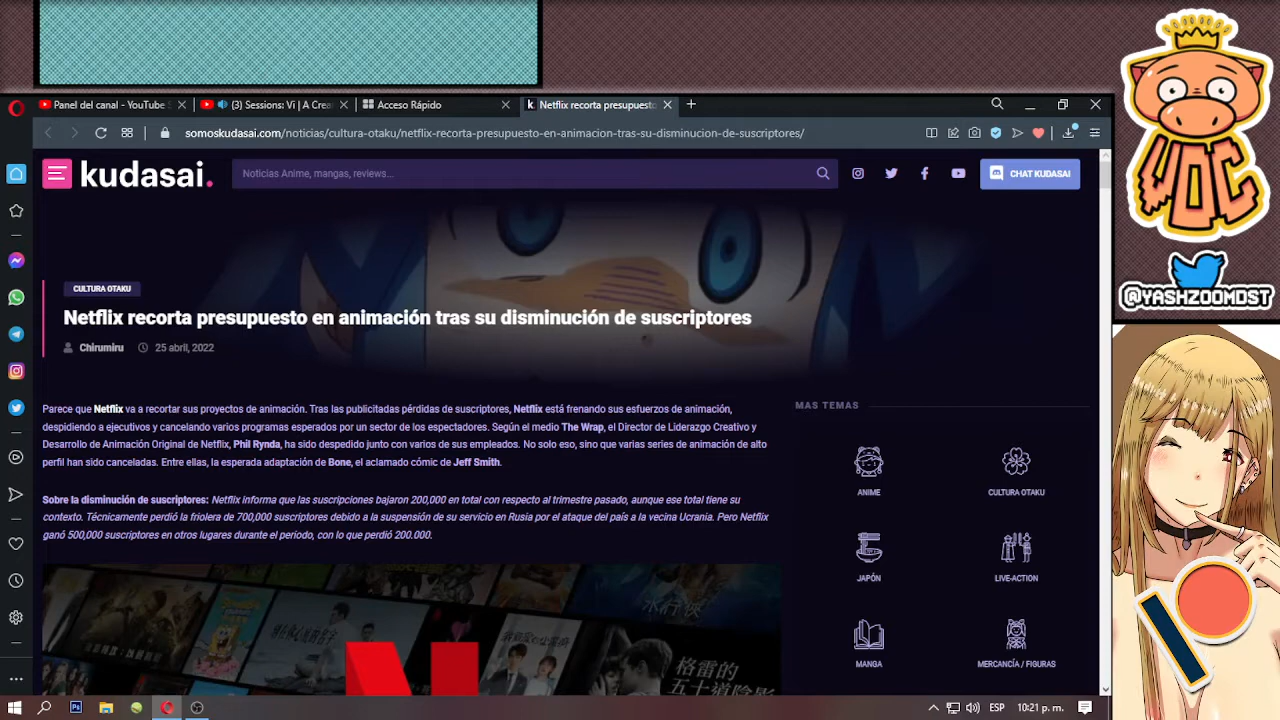 Panel del canal - YouTube S
(3) Sessions: Vi | A Crea
Acceso Rápido
Netflix recorta presupuesto
somoskudasai.com/noticias/cultura-otaku/netflix-recorta-presupuesto-en-animacion-tras-su-disminucion-de-suscriptores/
kudasai.
Noticias Anime, mangas, reviews...
CHAT KUDASAI
CULTURA OTAKU
Netflix recorta presupuesto en animación tras su disminución de suscriptores
Chirumiru
25 abril, 2022
Parece que Netflix va a recortar sus proyectos de animación. Tras las publicitadas pérdidas de suscriptores, Netflix está frenando sus esfuerzos de animación,
despidiendo a ejecutivos y cancelando varios programas esperados por un sector de los espectadores. Según el medio The Wrap, el Director de Liderazgo Creativo y
Desarrollo de Animación Original de Netflix, Phil Rynda, ha sido despedido junto con varios de sus empleados. No solo eso, sino que varias series de animación de alto
perfil han sido canceladas. Entre ellas, la esperada adaptación de Bone, el aclamado cómic de Jeff Smith.
Sobre la disminución de suscriptores: Netflix informa que las suscripciones bajaron 200,000 en total con respecto al trimestre pasado, aunque ese total tiene su
contexto. Técnicamente perdió la friolera de 700,000 suscriptores debido a la suspensión de su servicio en Rusia por el ataque del país a la vecina Ucrania. Pero Netflix
ganó 500,000 suscriptores en otros lugares durante el período, con lo que perdió 200.000.
MAS TEMAS
ANIME
CULTURA OTAKU
JAPÓN
LIVE-ACTION
MANGA
MERCANCÍA / FIGURAS
格雷的
五十道陰影
ESP
10:21 p. m.
@YASHZOOMDST